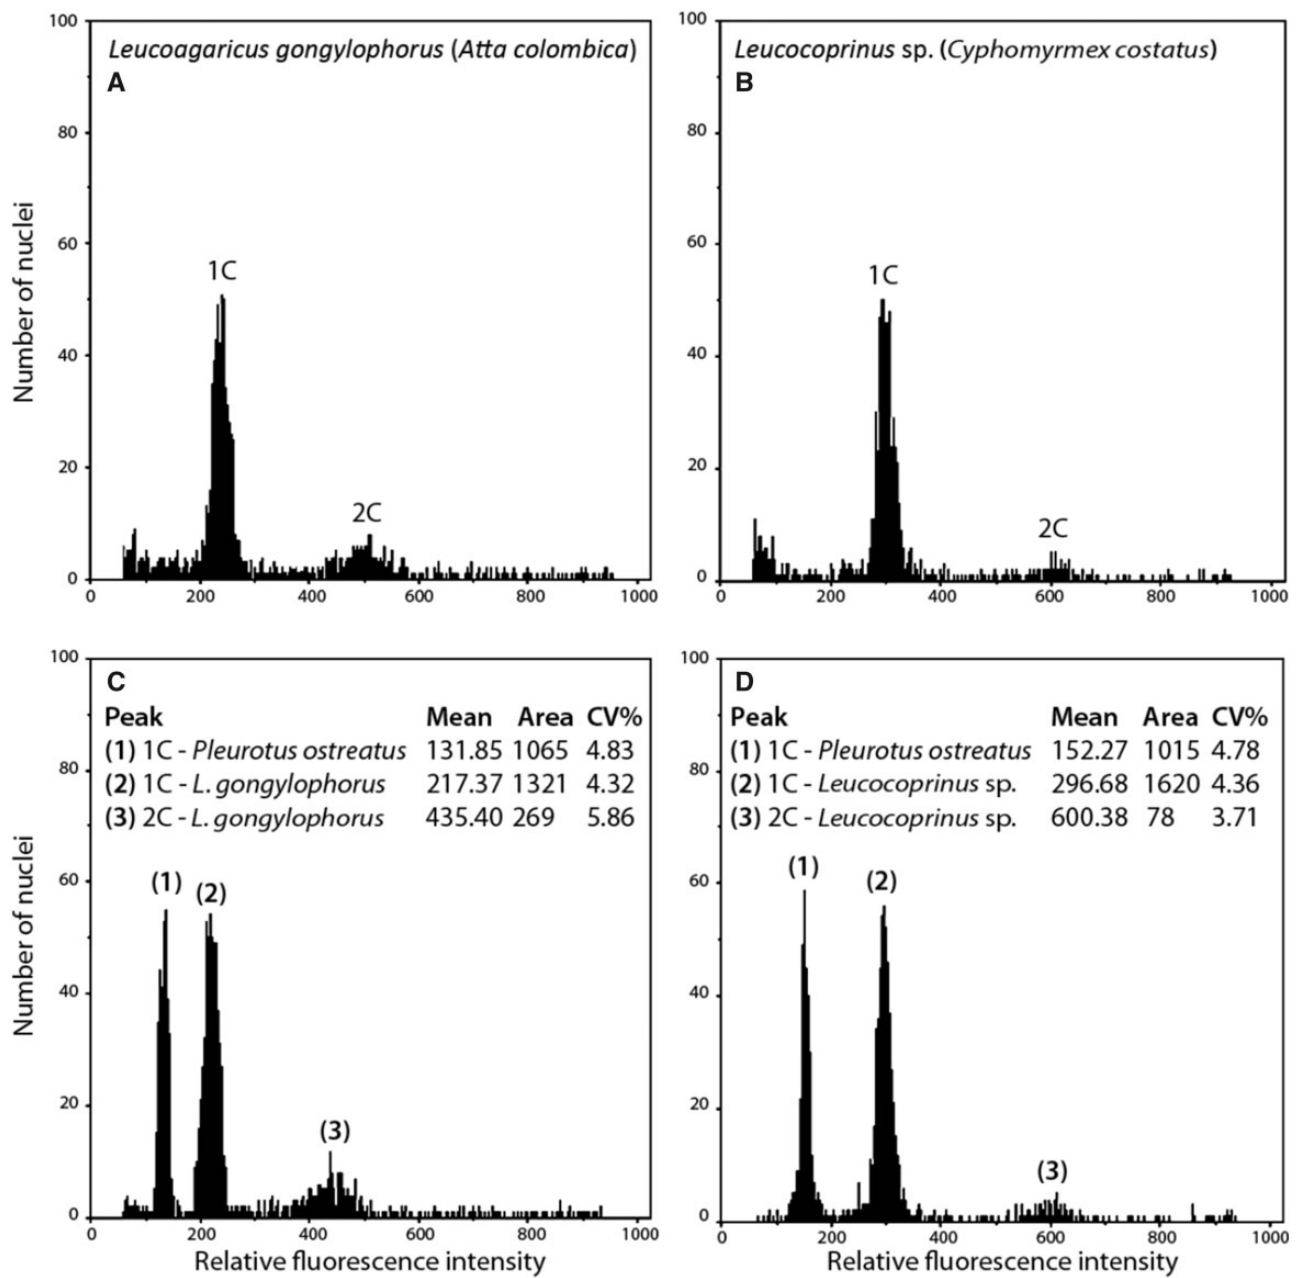 Leucoagaricus gongylophorus (Atta colombica)
A
1C
2C
100
80
60
40
20
0
0 200 400 600 800 1000
Number of nuclei
Leucocoprinus sp. (Cyphomyrmex costatus)
B
1C
2C
100
80
60
40
20
0
0 200 400 600 800 1000
C
Peak Mean Area CV%
(1) 1C - Pleurotus ostreatus 131.85 1065 4.83
(2) 1C - L. gongylophorus 217.37 1321 4.32
(3) 2C - L. gongylophorus 435.40 269 5.86
(1)
(2)
(3)
100
80
60
40
20
0
0 200 400 600 800 1000
Number of nuclei
Relative fluorescence intensity
D
Peak Mean Area CV%
(1) 1C - Pleurotus ostreatus 152.27 1015 4.78
(2) 1C - Leucocoprinus sp. 296.68 1620 4.36
(3) 2C - Leucocoprinus sp. 600.38 78 3.71
(1)
(2)
(3)
100
80
60
40
20
0
0 200 400 600 800 1000
Relative fluorescence intensity